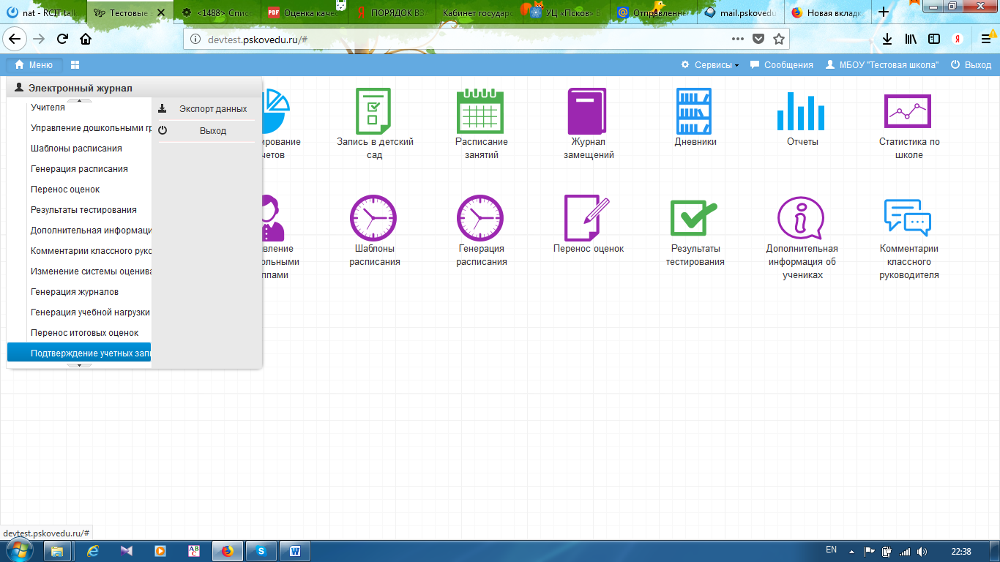 nat - RCIT.talk
Тестовые
<1488> Списо
Оценка качес
ПОРЯДОК ВЗ
Кабинет государс
УЦ «Псков»
Отправленны
mail.pskovedu
Новая вкладк
devtest.pskovedu.ru/#
Меню
Сервисы
Сообщения
МБОУ "Тестовая школа"
Выход
Электронный журнал
Учителя
Управление дошкольными гр
Шаблоны расписания
Генерация расписания
Перенос оценок
Результаты тестирования
Дополнительная информаци
Комментарии классного руко
Изменение системы оценива
Генерация журналов
Генерация учебной нагрузки
Перенос итоговых оценок
Подтверждение учетных запи
Экспорт данных
Выход
ирование
четов
Запись в детский
сад
Расписание
занятий
Журнал
замещений
Дневники
Отчеты
Статистика по
школе
вление
ольными
ппами
Шаблоны
расписания
Генерация
расписания
Перенос оценок
Результаты
тестирования
Дополнительная
информация об
учениках
Комментарии
классного
руководителя
devtest.pskovedu.ru/#
EN
22:38